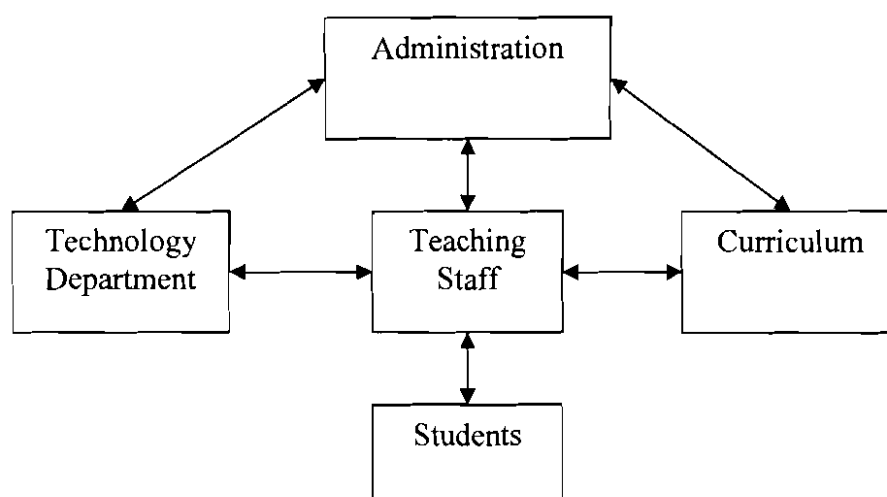 Administration
Technology
Department
Teaching
Staff
Curriculum
Students